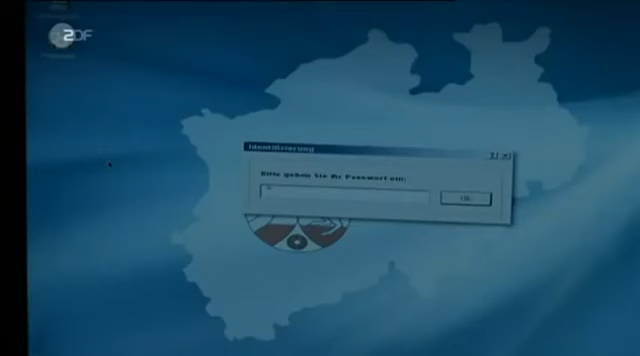 ZDF
Identifizierung
Bitte geben Sie Ihr Passwort ein:
OK